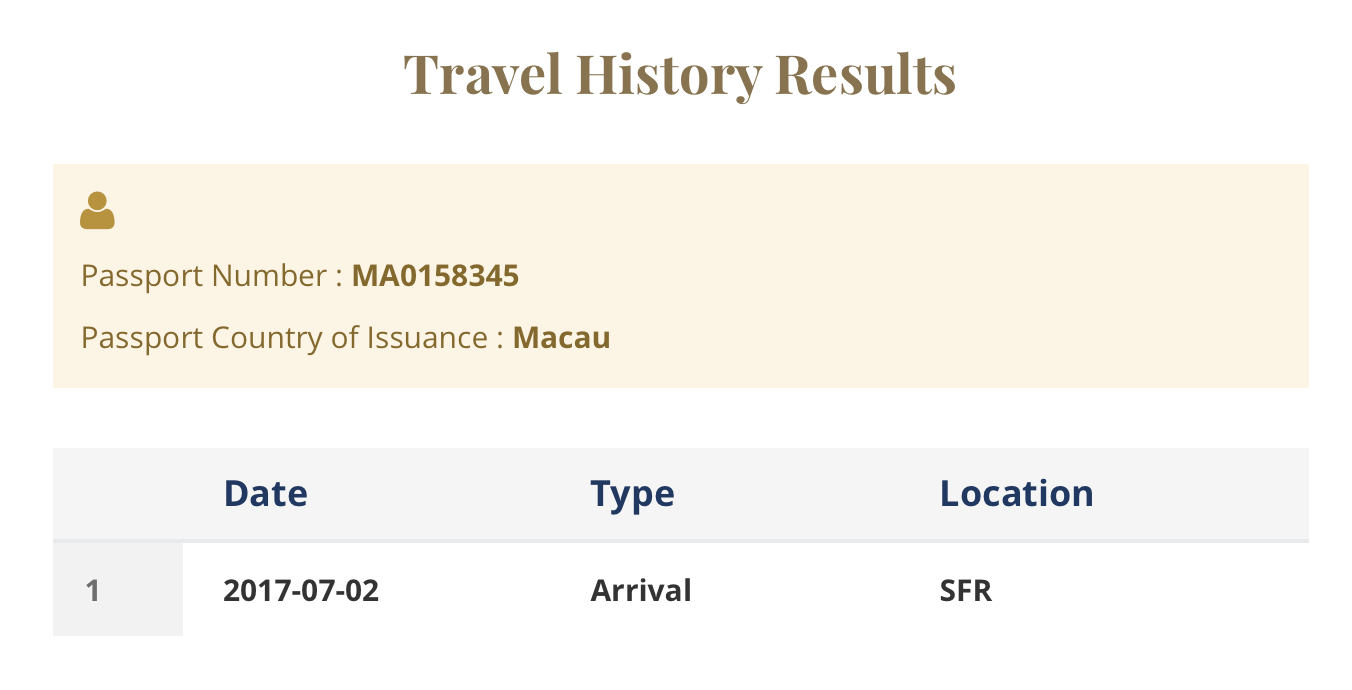 Travel History Results
Passport Number : MA0158345
Passport Country of Issuance : Macau
Date Type Location
1 2017-07-02 Arrival SFR